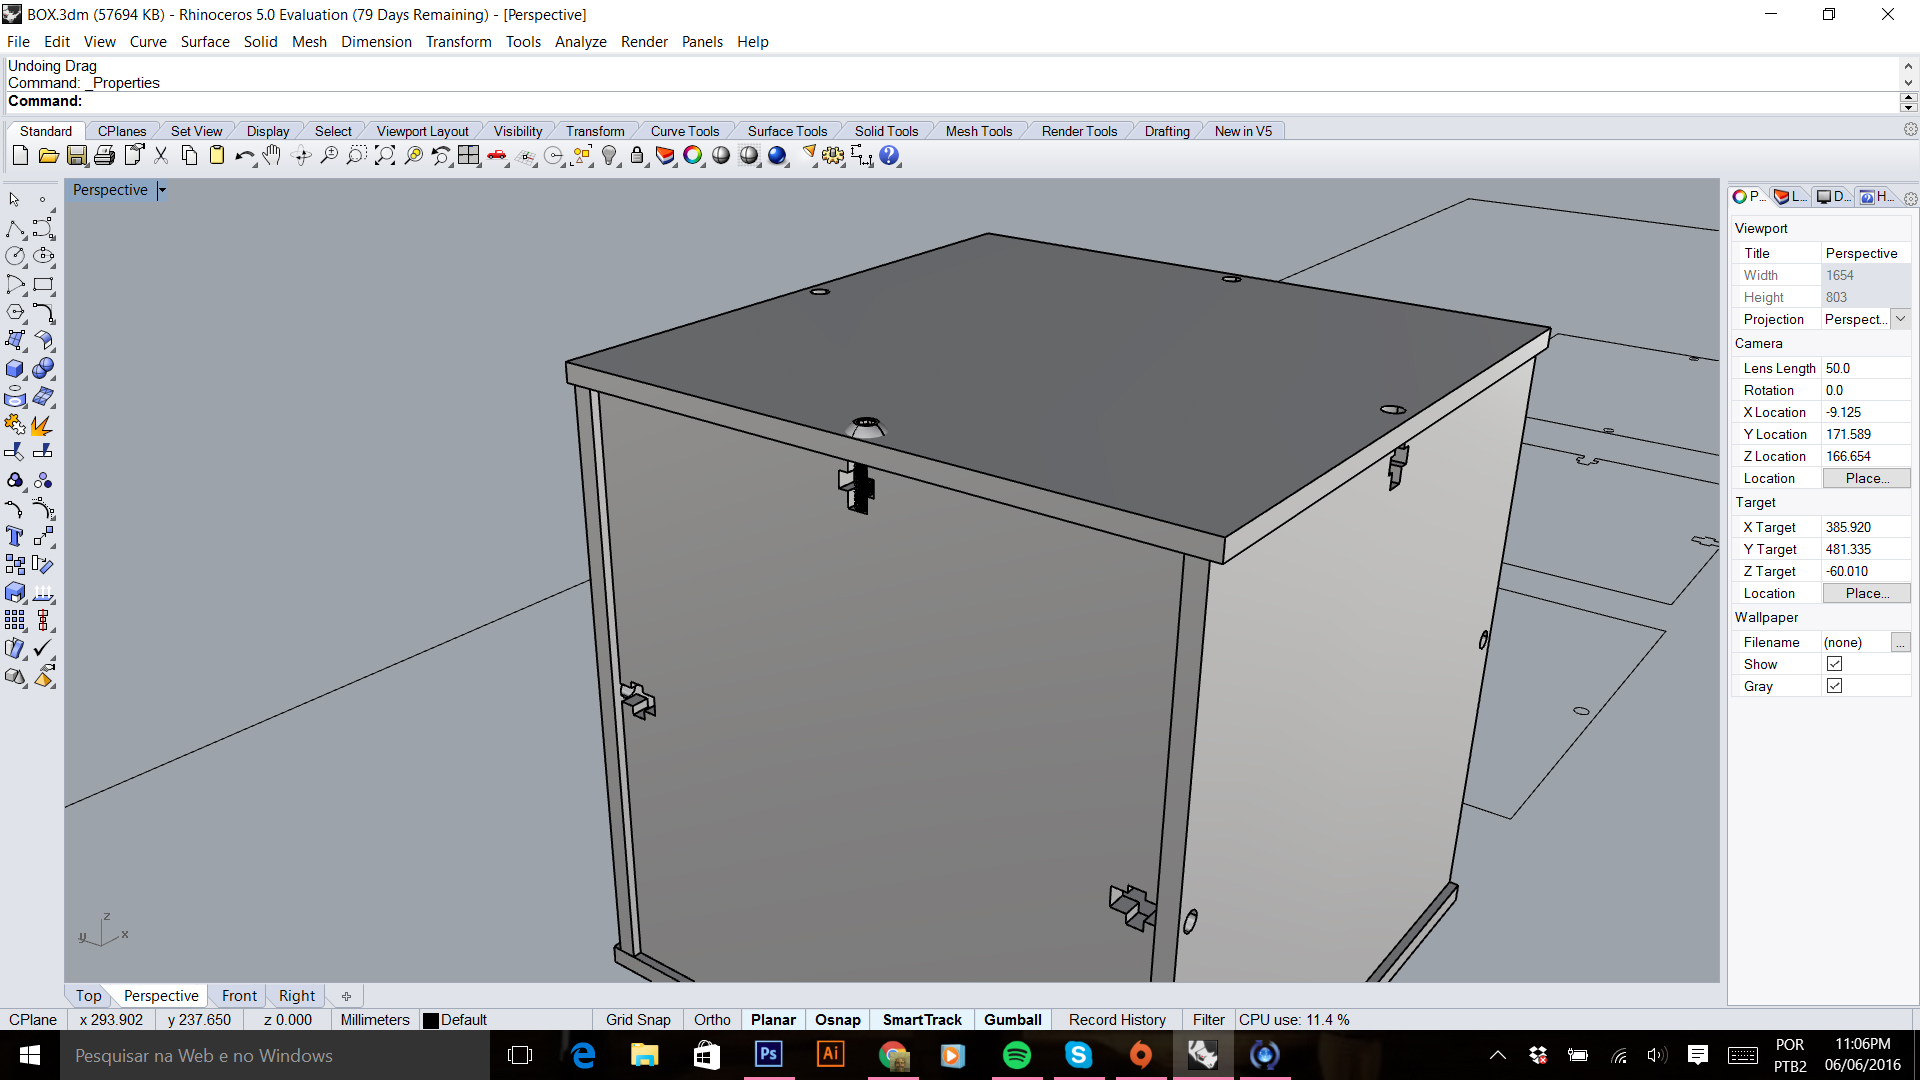 BOX.3dm (57694 KB) - Rhinoceros 5.0 Evaluation (79 Days Remaining) - [Perspective]
File Edit View Curve Surface Solid Mesh Dimension Transform Tools Analyze Render Panels Help
Undoing Drag
Command: _Properties
Command:
Standard CPlanes Set View Display Select Viewport Layout Visibility Transform Curve Tools Surface Tools Solid Tools Mesh Tools Render Tools Drafting New in V5
Perspective
P... L... D... H...
Viewport
Title Perspective
Width 1654
Height 803
Projection Perspect...
Camera
Lens Length 50.0
Rotation 0.0
X Location -9.125
Y Location 171.589
Z Location 166.654
Location Place...
Target
X Target 385.920
Y Target 481.335
Z Target -60.010
Location Place...
Wallpaper
Filename (none) ...
Show
Gray
z
y x
Top Perspective Front Right
CPlane x 293.902 y 237.650 z 0.000 Millimeters Default Grid Snap Ortho Planar Osnap SmartTrack Gumball Record History Filter CPU use: 11.4 %
Pesquisar na Web e no Windows
Ps Ai
POR 11:06PM
PTB2 06/06/2016